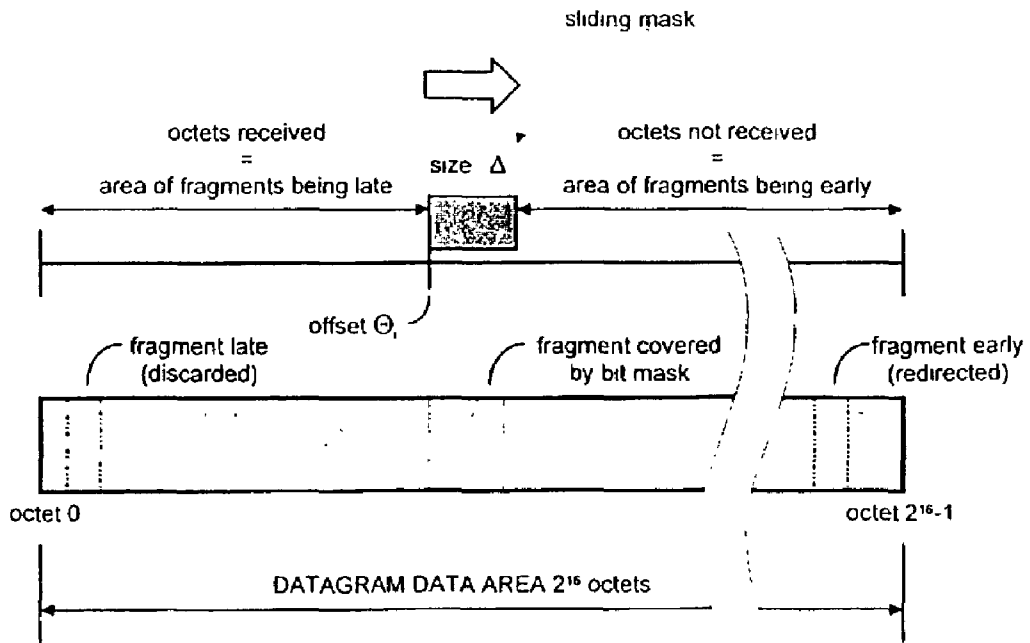 sliding mask
octets received
=
area of fragments being late
size Δ
octets not received
=
area of fragments being early
offset Θᵢ
fragment late
(discarded)
fragment covered
by bit mask
fragment early
(redirected)
octet 0
octet 2¹⁶-1
DATAGRAM DATA AREA 2¹⁶ octets